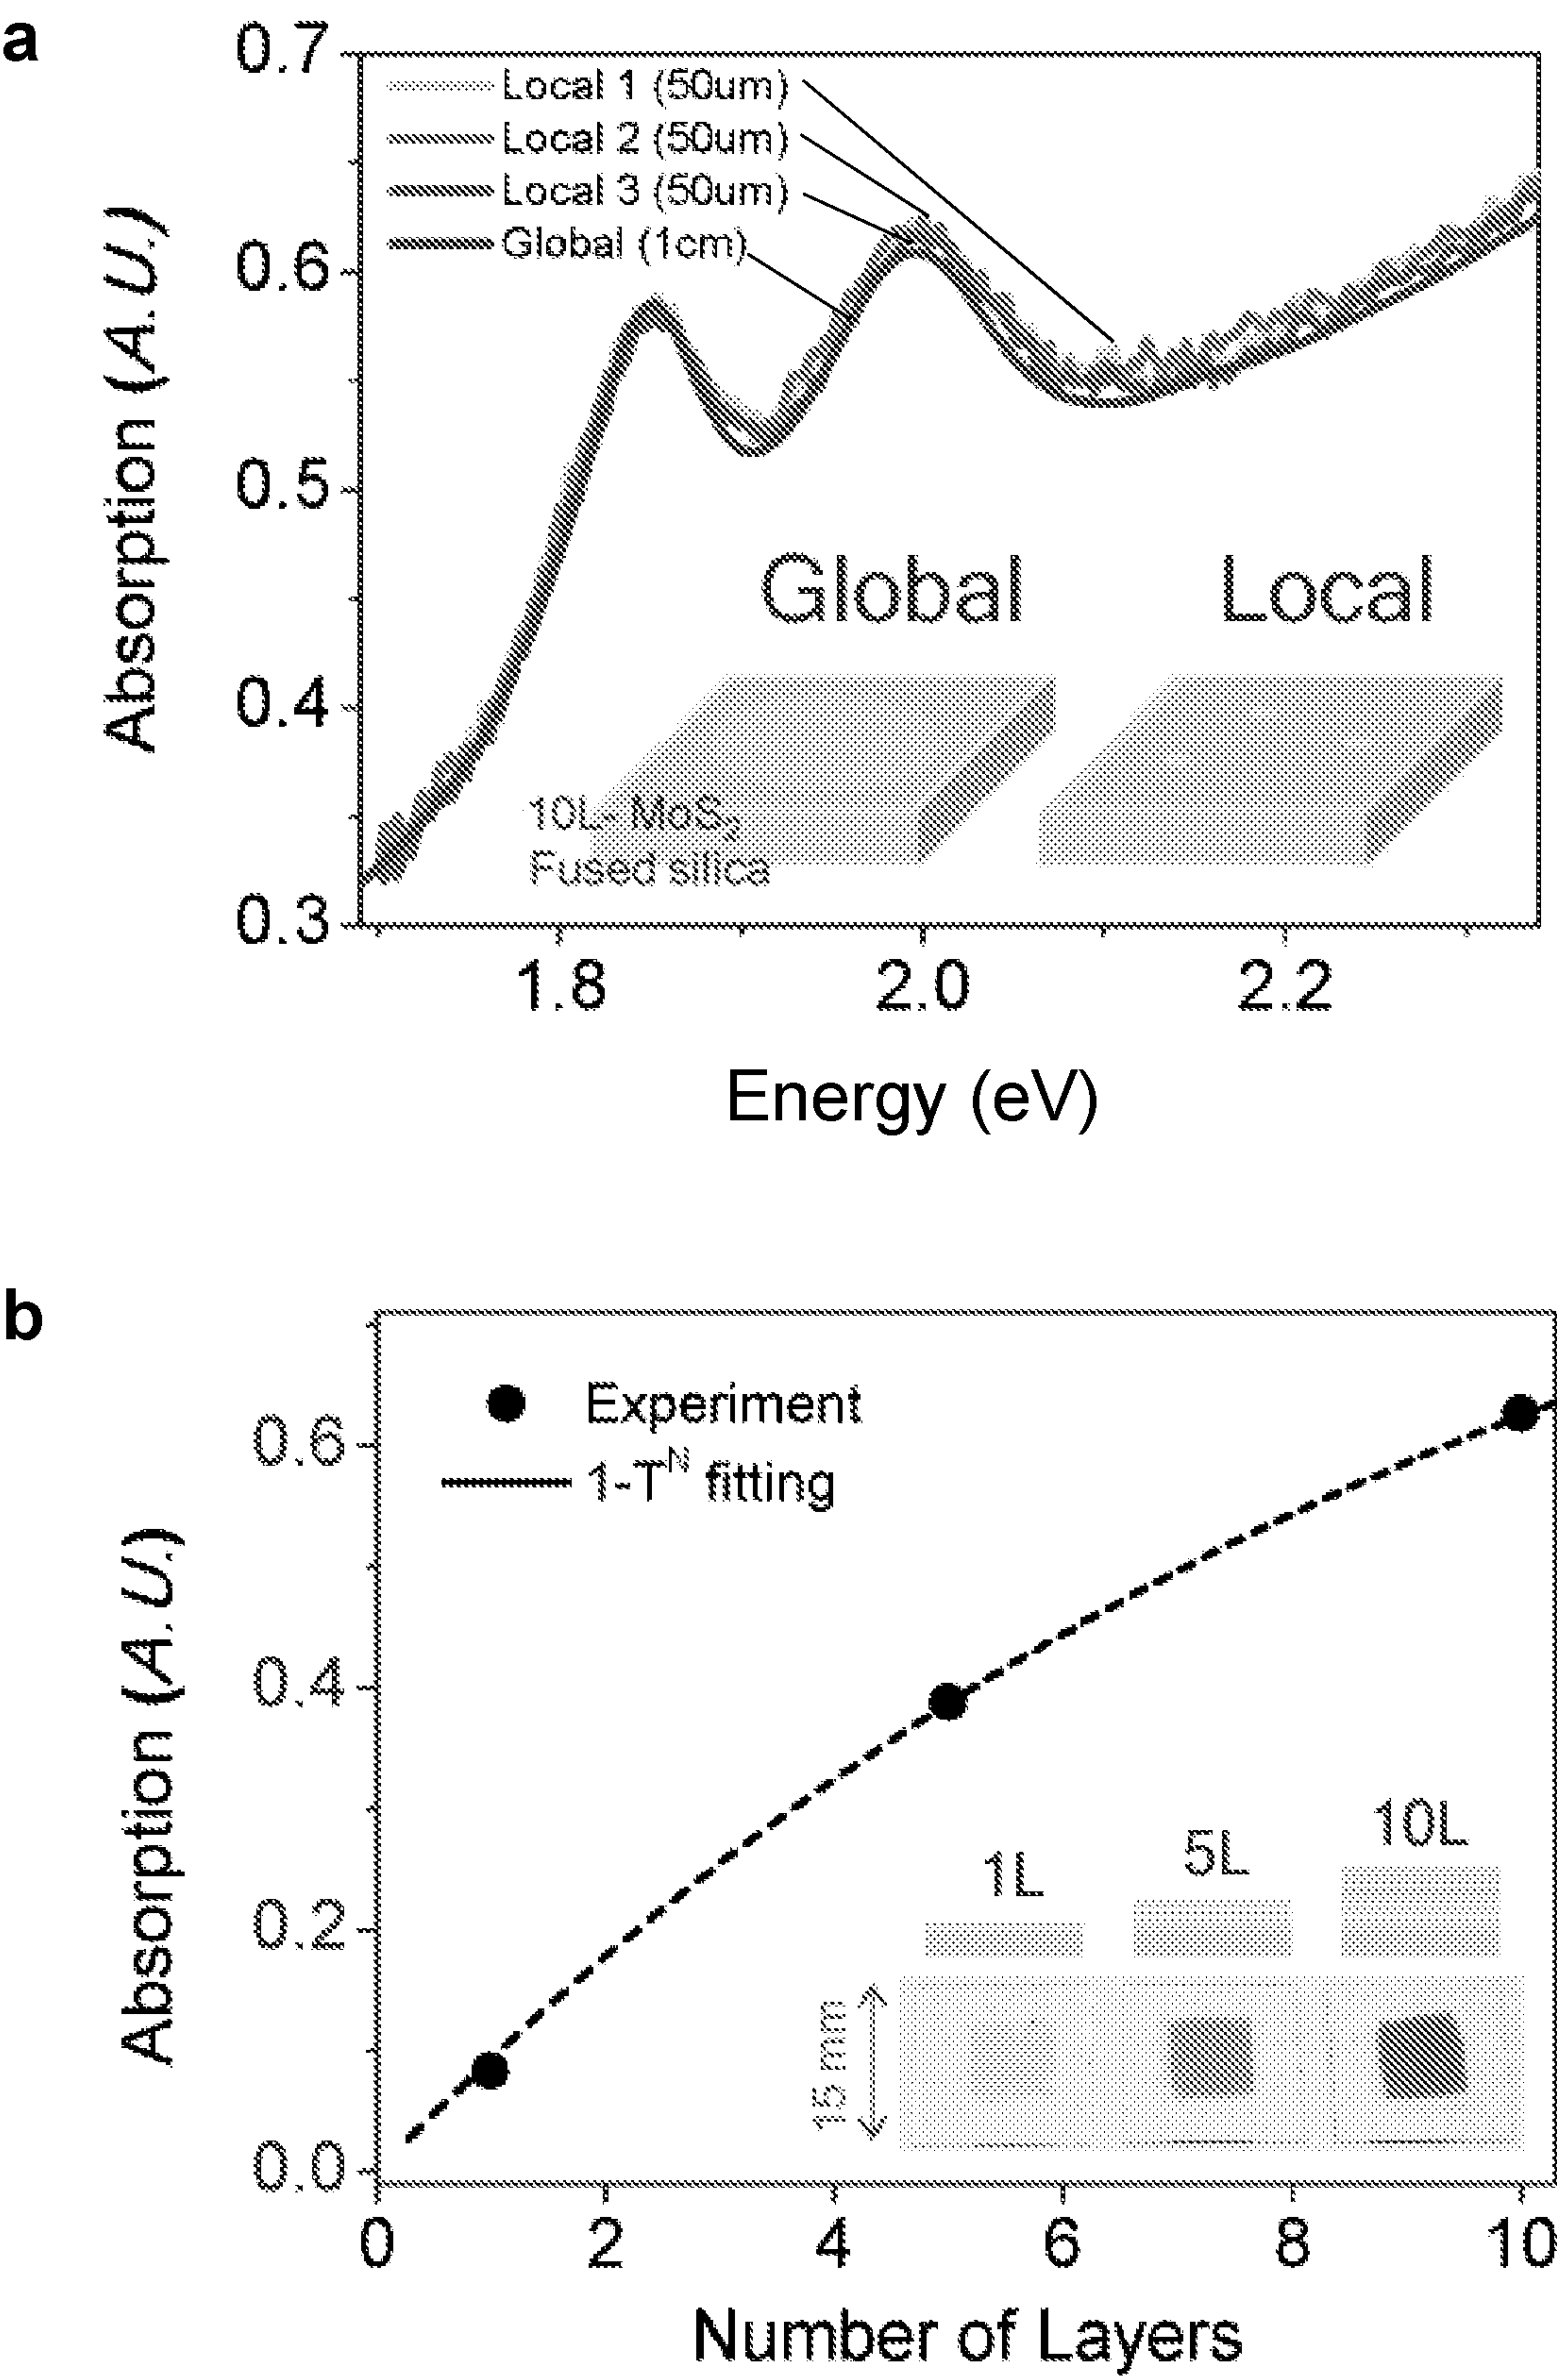 a
0.7
0.6
0.5
0.4
0.3
Absorption (A.U.)
Local 1 (50um)
Local 2 (50um)
Local 3 (50um)
Global (1cm)
Global
Local
10L- MoS₂
Fused silica
1.8
2.0
2.2
Energy (eV)
b
0.6
0.4
0.2
0.0
Absorption (A.U.)
Experiment
1-Tᴺ fitting
1L
5L
10L
15 mm
0
2
4
6
8
10
Number of Layers